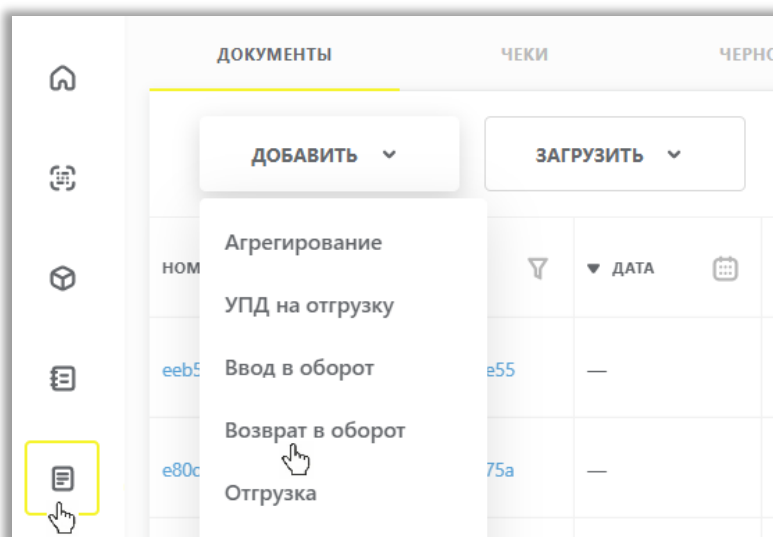 ДОКУМЕНТЫ ЧЕКИ
ДОБАВИТЬ ЗАГРУЗИТЬ
Агрегирование
ДАТА
УПД на отгрузку
Ввод в оборот
—
Возврат в оборот
—
Отгрузка